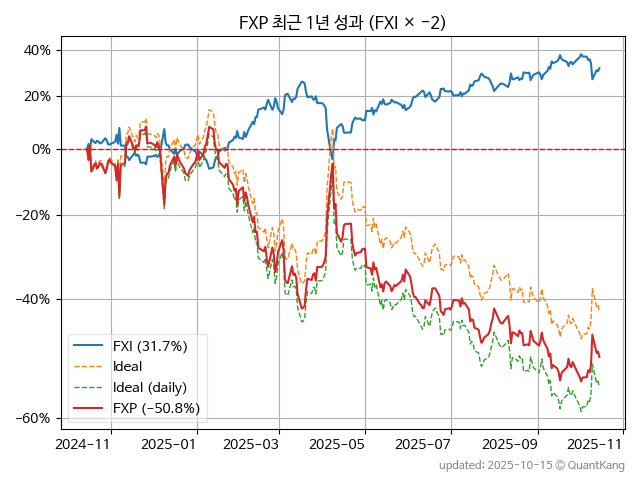 FXP 최근 1년 성과 (FXI × −2)
40%
20%
0%
−20%
−40%
−60%
FXI (31.7%)
Ideal
Ideal (daily)
FXP (−50.8%)
2024−11
2025−01
2025−03
2025−05
2025−07
2025−09
2025−11
updated: 2025-10-15 © QuantKang